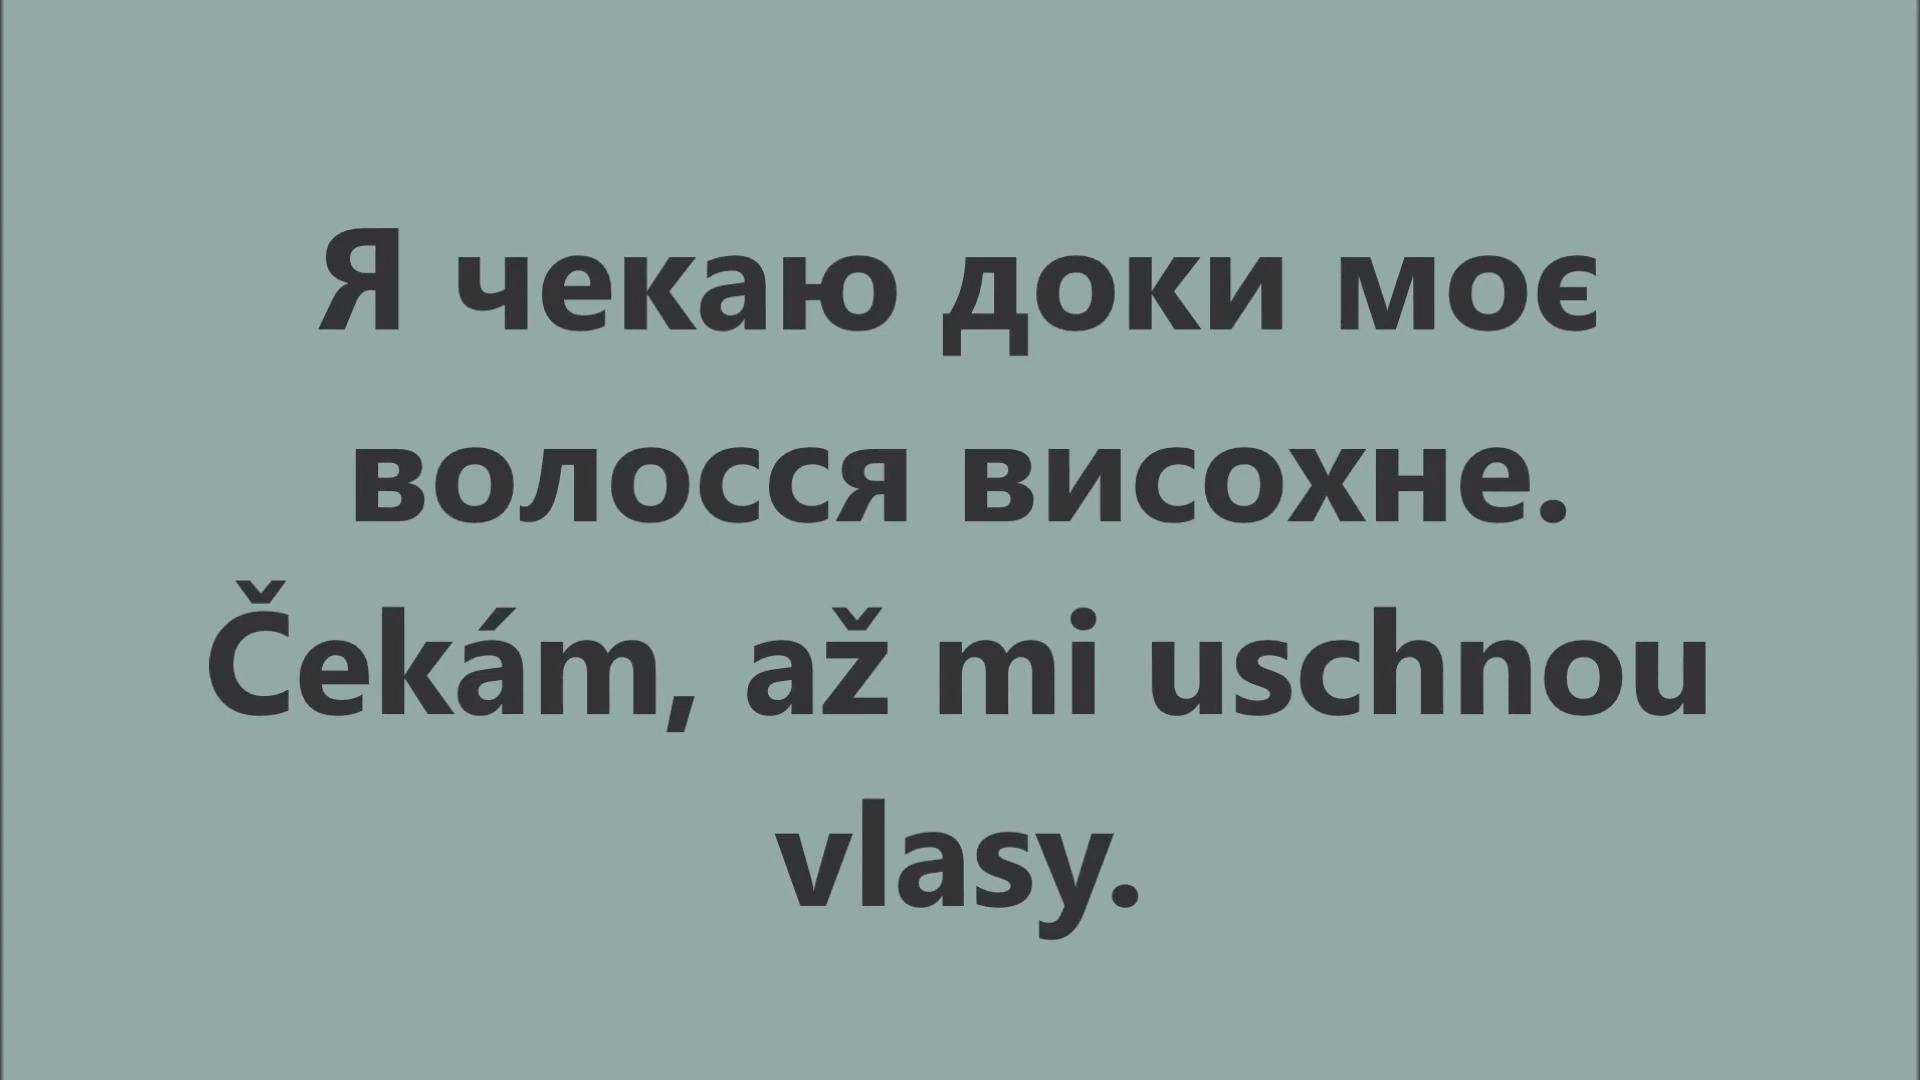 Я чекаю доки моє
волосся висохне.
Čekám, až mi uschnou
vlasy.